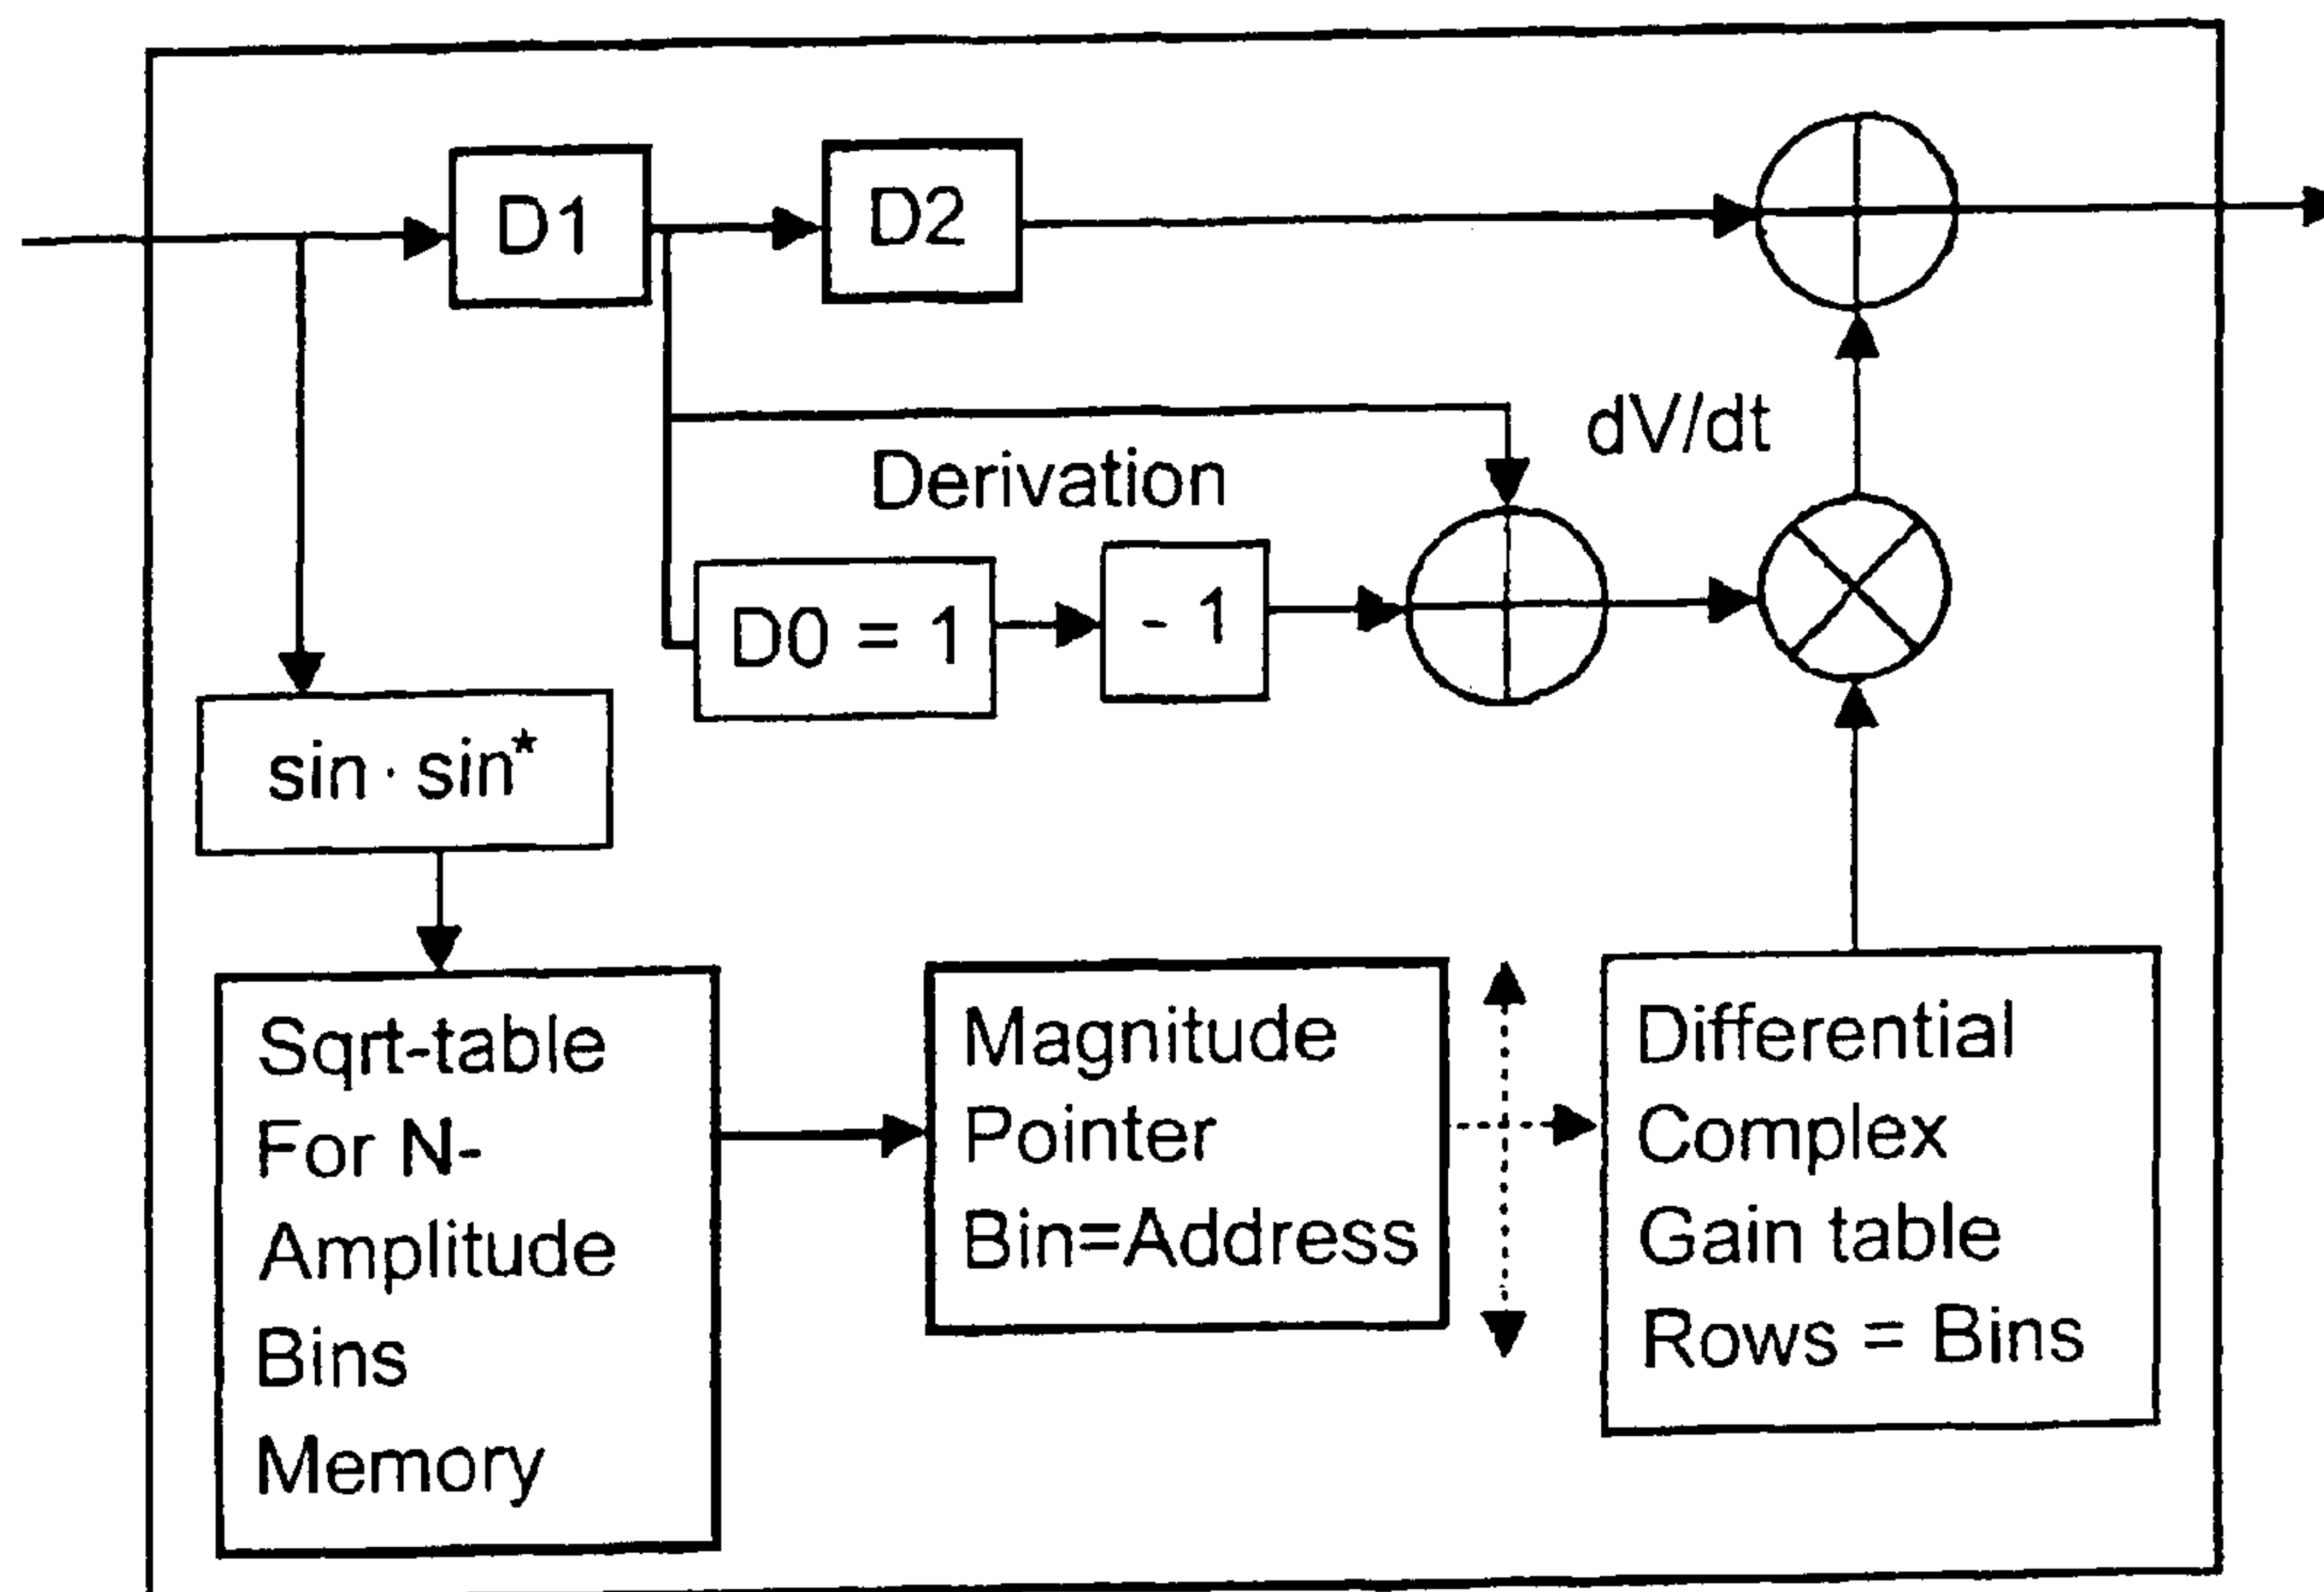 D1
D2
dV/dt
Derivation
D0 = 1
- 1
sin · sin*
Sqrt-table
For N-
Amplitude
Bins
Memory
Magnitude
Pointer
Bin=Address
Differential
Complex
Gain table
Rows = Bins